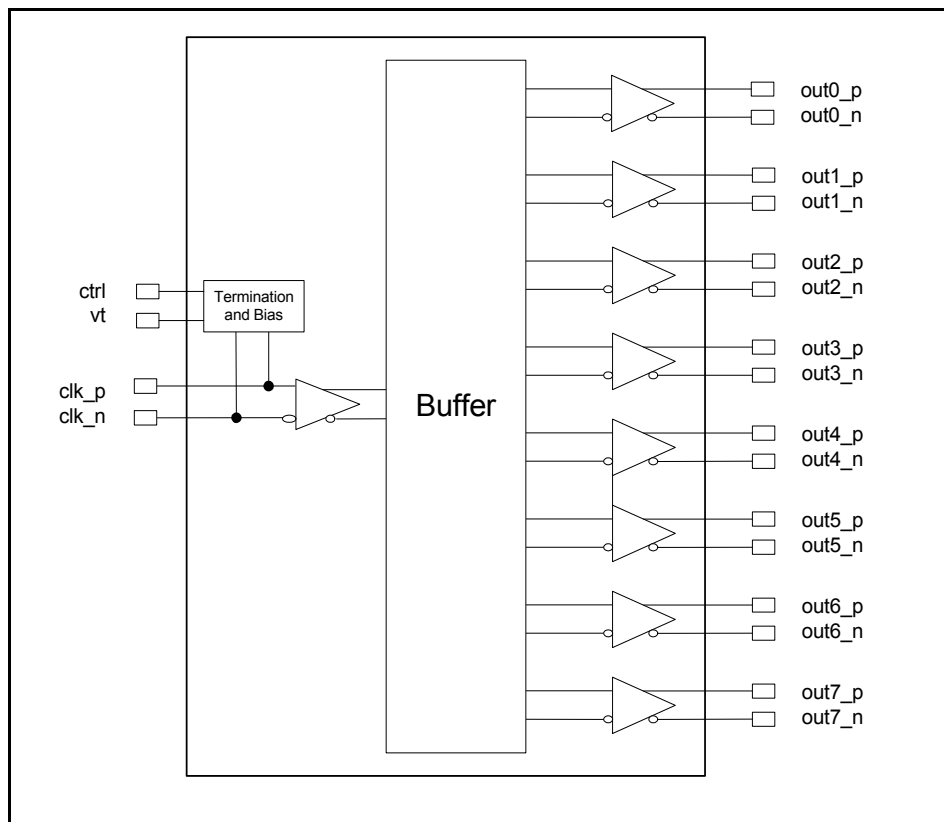 ctrl
vt
clk_p
clk_n
Termination
and Bias
Buffer
out0_p
out0_n
out1_p
out1_n
out2_p
out2_n
out3_p
out3_n
out4_p
out4_n
out5_p
out5_n
out6_p
out6_n
out7_p
out7_n